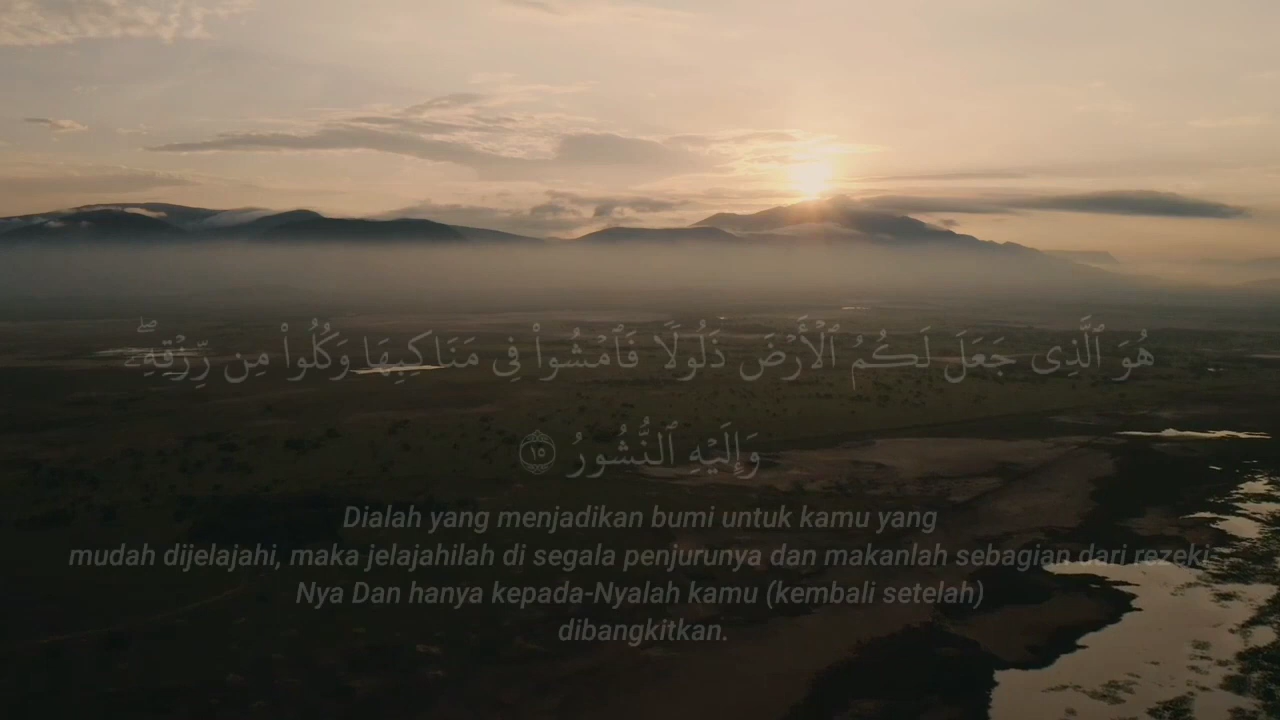 هُوَ ٱلَّذِى جَعَلَ لَكُمُ ٱلْأَرْضَ ذَلُولًا فَٱمْشُوا۟ فِى مَنَاكِبِهَا وَكُلُوا۟ مِن رِّزْقِهِۦ ۖ
وَإِلَيْهِ ٱلنُّشُورُ ١٥
Dialah yang menjadikan bumi untuk kamu yang
mudah dijelajahi, maka jelajahilah di segala penjurunya dan makanlah sebagian dari rezeki-
Nya Dan hanya kepada-Nyalah kamu (kembali setelah)
dibangkitkan.